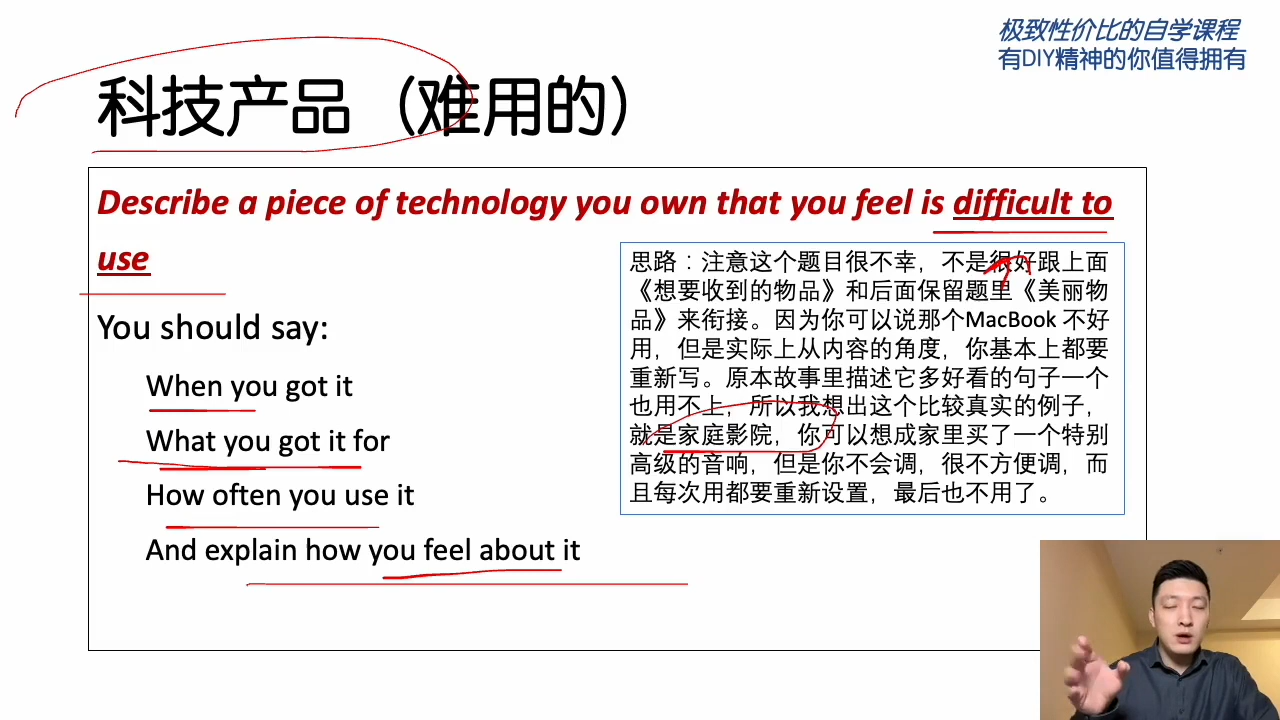 极致性价比的自学课程
有DIY精神的你值得拥有
科技产品（难用的）
Describe a piece of technology you own that you feel is difficult to
use
思路：注意这个题目很不幸，不是很好跟上面
《想要收到的物品》和后面保留题里《美丽物
品》来衔接。因为你可以说那个MacBook 不好
用，但是实际上从内容的角度，你基本上都要
重新写。原本故事里描述它多好看的句子一个
也用不上，所以我想出这个比较真实的例子，
就是家庭影院，你可以想成家里买了一个特别
高级的音响，但是你不会调，很不方便调，而
且每次用都要重新设置，最后也不用了。
You should say:
When you got it
What you got it for
How often you use it
And explain how you feel about it